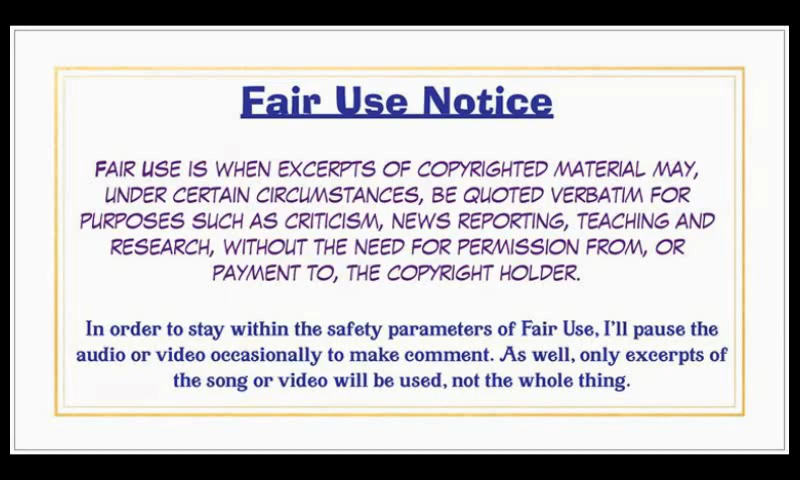 Fair Use Notice
FAIR USE IS WHEN EXCERPTS OF COPYRIGHTED MATERIAL MAY,
UNDER CERTAIN CIRCUMSTANCES, BE QUOTED VERBATIM FOR
PURPOSES SUCH AS CRITICISM, NEWS REPORTING, TEACHING AND
RESEARCH, WITHOUT THE NEED FOR PERMISSION FROM, OR
PAYMENT TO, THE COPYRIGHT HOLDER.
In order to stay within the safety parameters of Fair Use, I'll pause the
audio or video occasionally to make comment. As well, only excerpts of
the song or video will be used, not the whole thing.